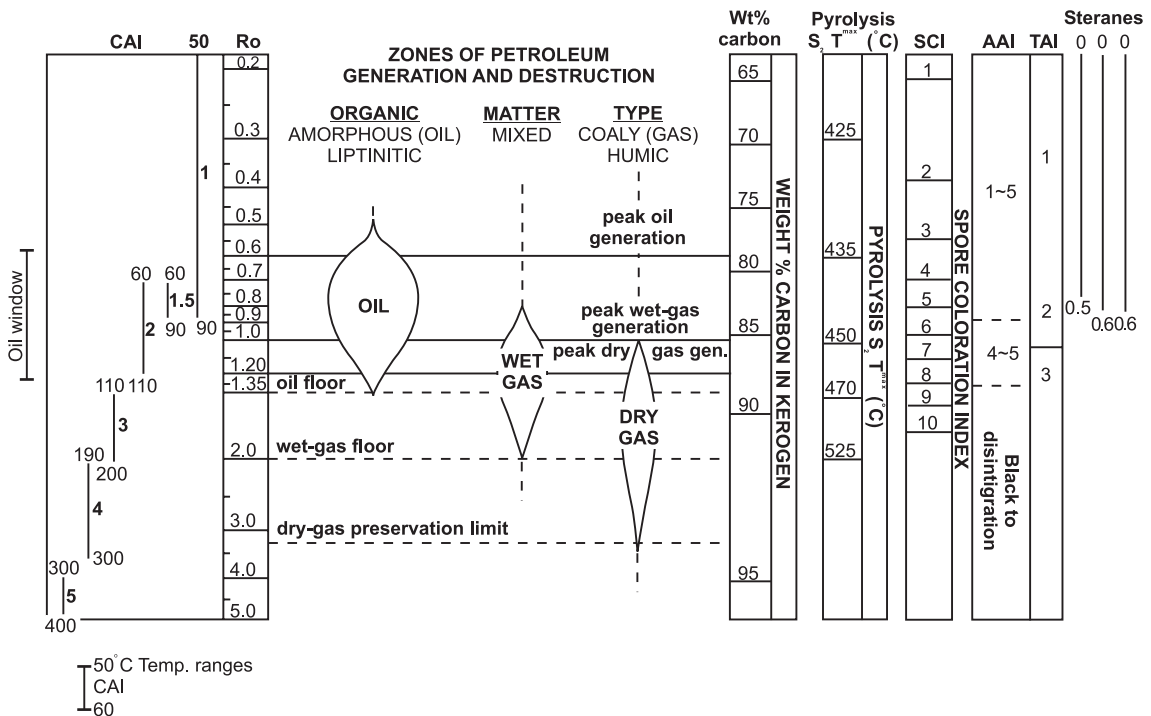 CAI 50 Ro
ZONES OF PETROLEUM
GENERATION AND DESTRUCTION
ORGANIC MATTER TYPE
AMORPHOUS (OIL) MIXED COALY (GAS)
LIPTINITIC HUMIC
Wt%
carbon
Pyrolysis
S2 Tmax (°C)
SCI
AAI TAI
Steranes
0 0 0
Oil window
1
60 60
1.5
2 90 90
110 110
3
190
200
4
300
300
5
400
0.2
0.3
0.4
0.5
0.6
0.7
0.8
0.9
1.0
1.20
1.35
2.0
3.0
4.0
5.0
peak oil
generation
OIL
peak wet-gas
generation
peak dry gas gen.
WET
GAS
oil floor
DRY
GAS
wet-gas floor
dry-gas preservation limit
65
70
75
80
85
90
95
WEIGHT % CARBON IN KEROGEN
425
435
450
470
525
PYROLYSIS S2 Tmax (°C)
1
2
3
4
5
6
7
8
9
10
SPORE COLORATION INDEX
1~5
4~5
Black to
disintigration
1
2
3
0.5
0.6 0.6
50°C Temp. ranges
CAI
60